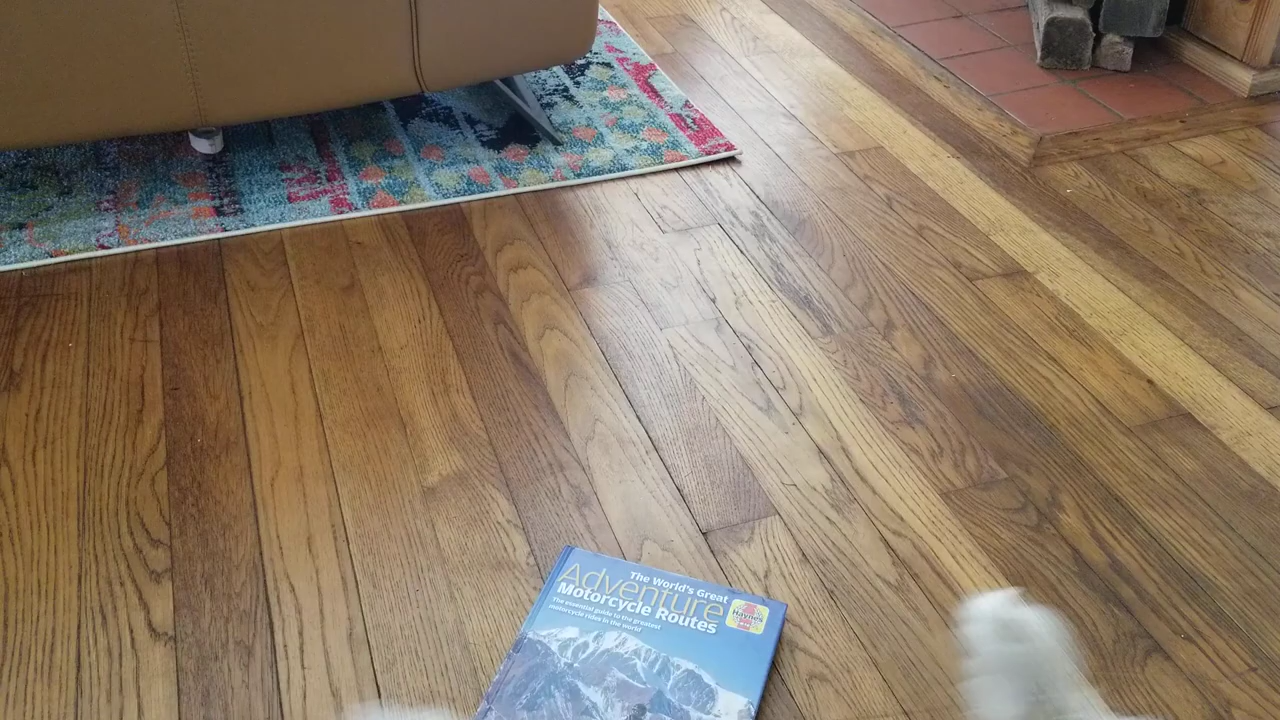 The World's Great
Adventure
Motorcycle Routes
The essential guide to the greatest
motorcycle rides in the world
Haynes